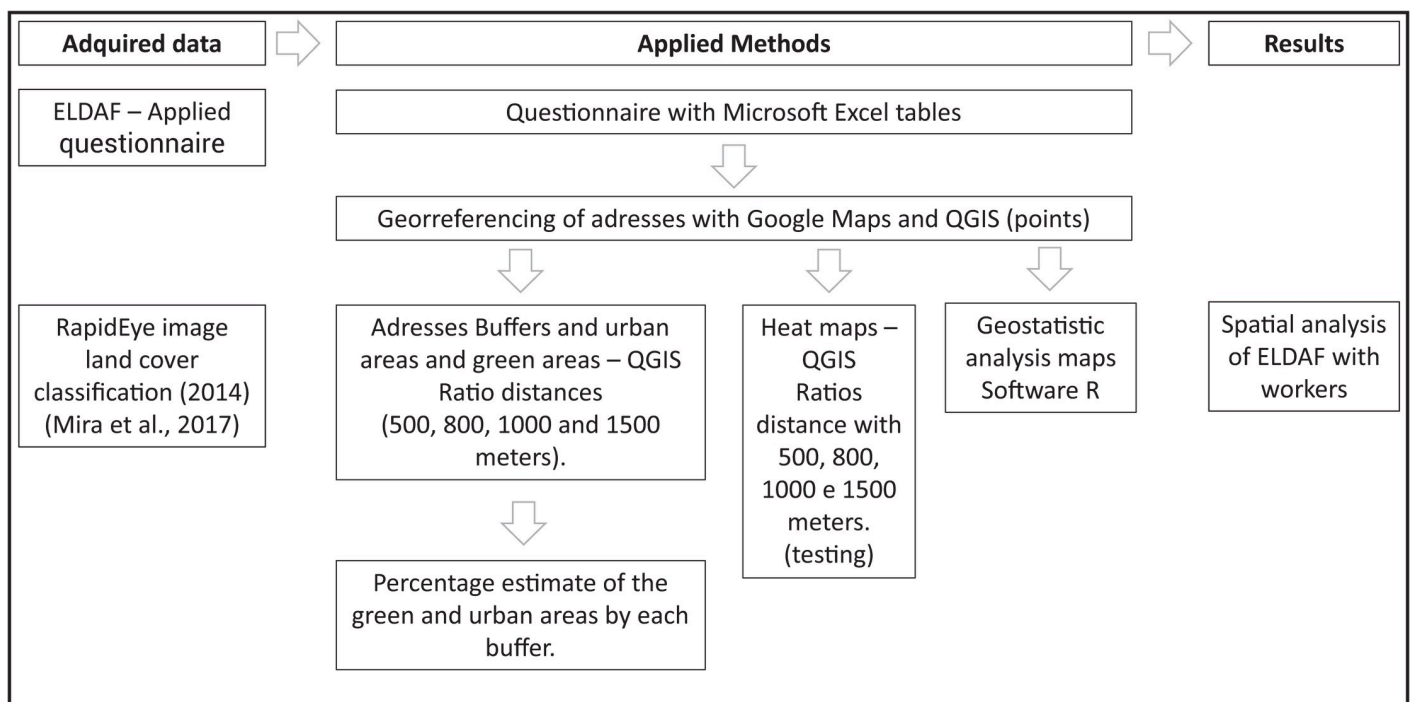 Adquired data
Applied Methods
Results
ELDAF – Applied
questionnaire
Questionnaire with Microsoft Excel tables
Georreferencing of adresses with Google Maps and QGIS (points)
RapidEye image
land cover
classification (2014)
(Mira et al., 2017)
Adresses Buffers and urban
areas and green areas – QGIS
Ratio distances
(500, 800, 1000 and 1500
meters).
Heat maps –
QGIS
Ratios
distance with
500, 800,
1000 e 1500
meters.
(testing)
Geostatistic
analysis maps
Software R
Spatial analysis
of ELDAF with
workers
Percentage estimate of the
green and urban areas by each
buffer.